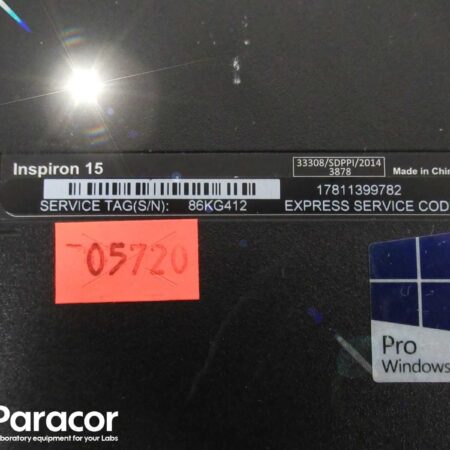 Inspiron 15
33308/SDPPI/2014
3878
Made in Chin
17811399782
SERVICE TAG(S/N): 86KG412
EXPRESS SERVICE COD
05720
Pro
Windows
Paracor
aboratory equipment for your Labs